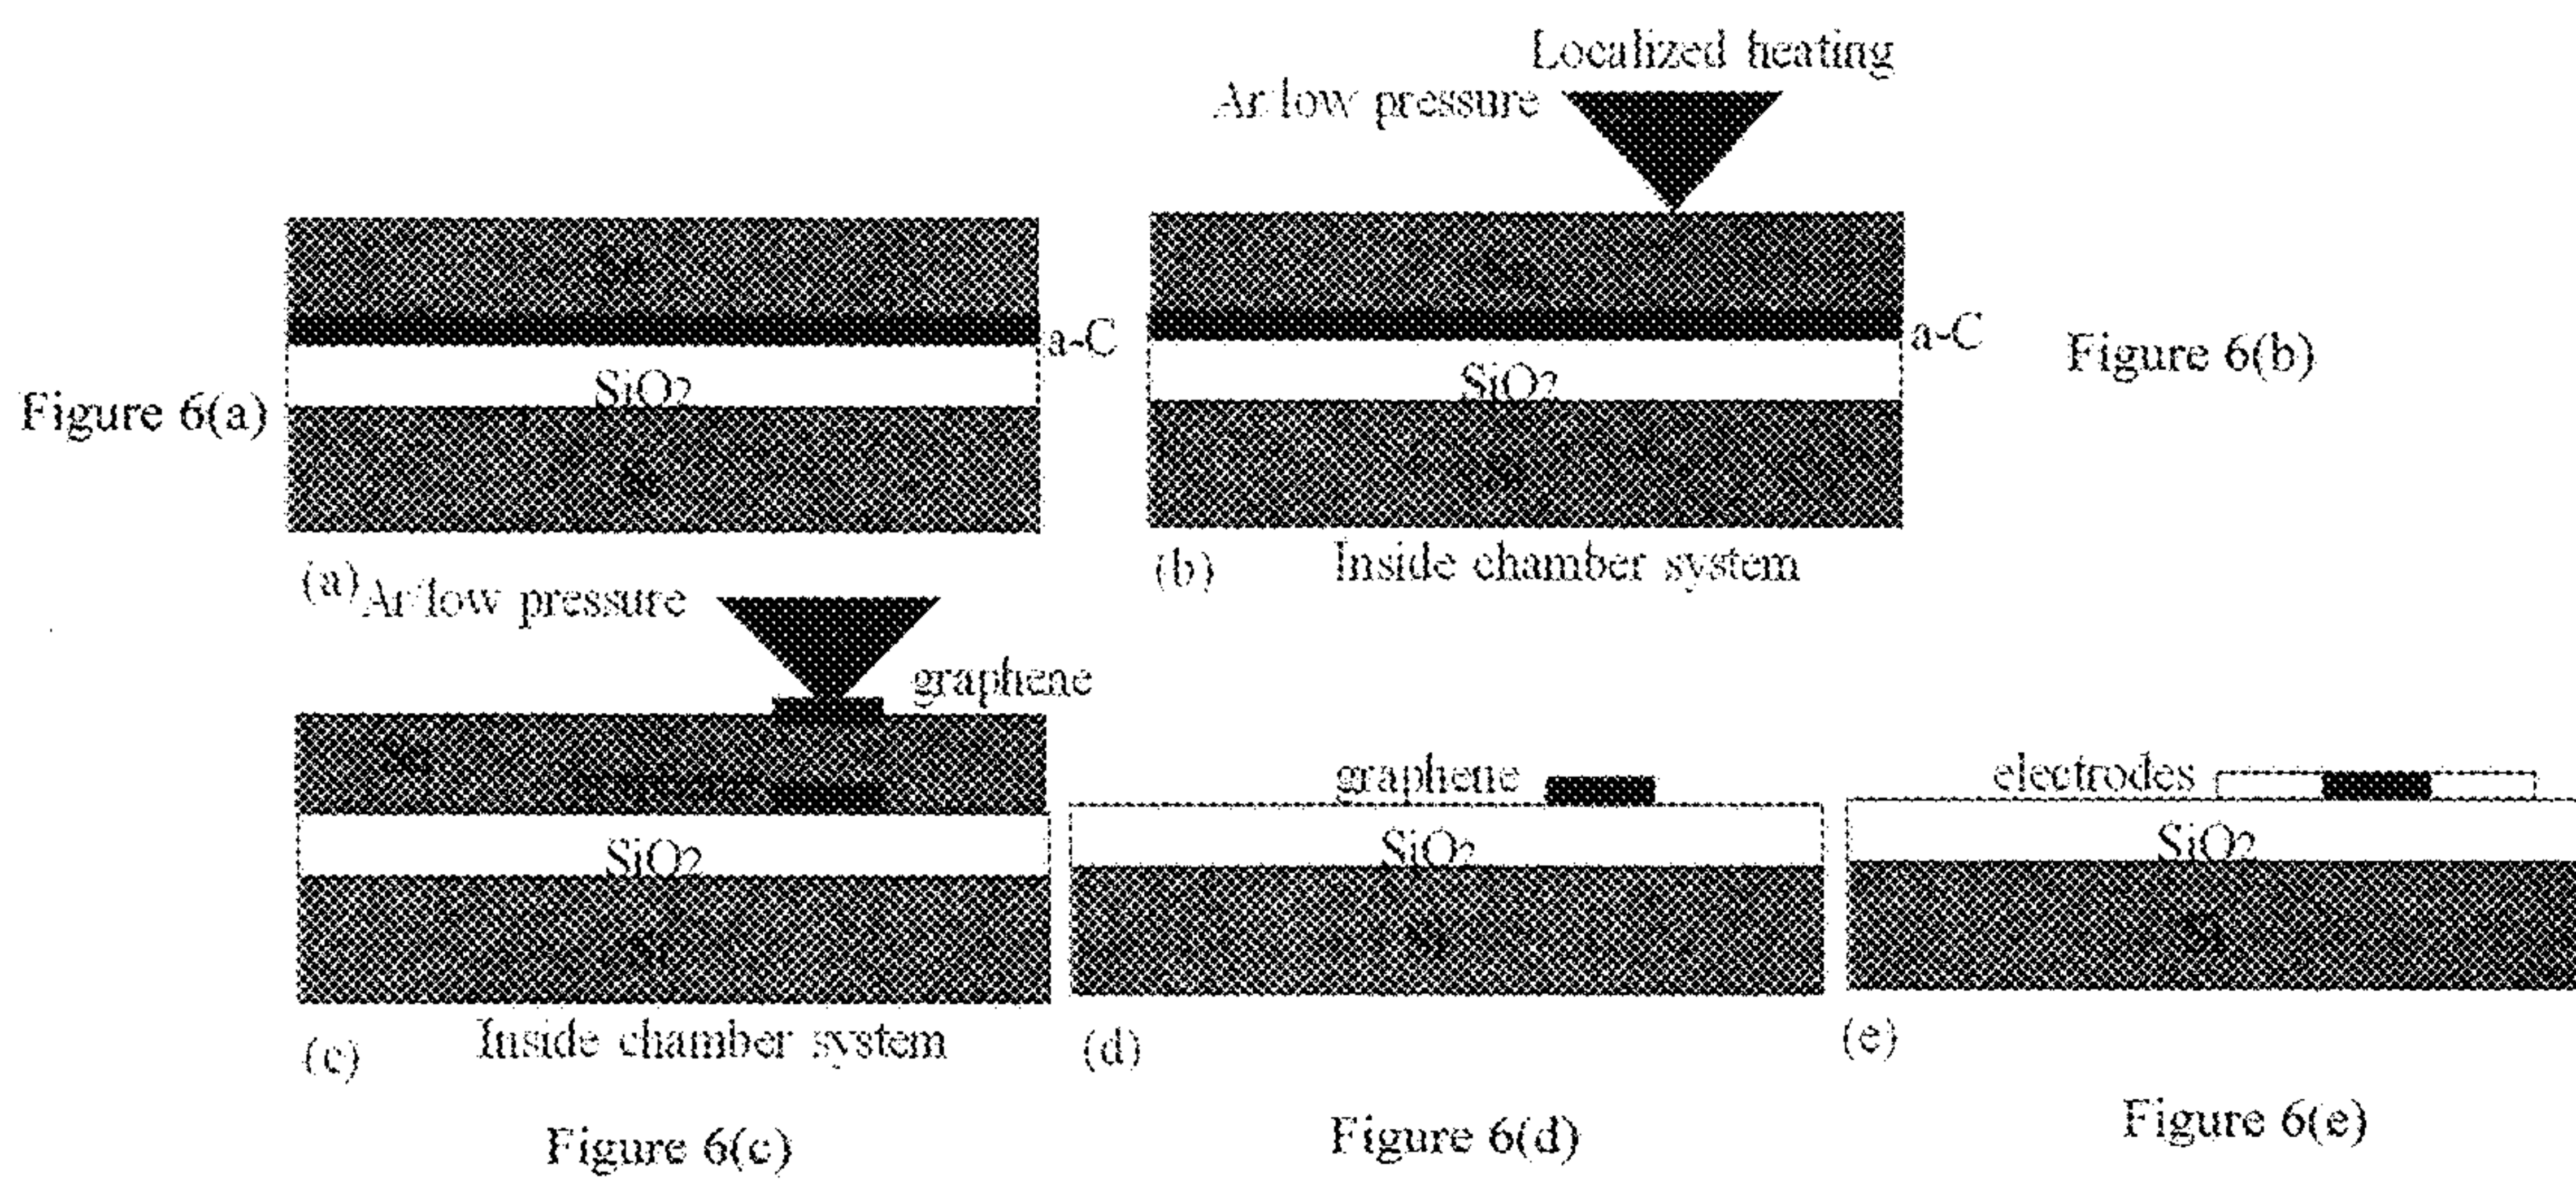 Localized heating
Ar/low pressure
a-C
SiO2
Figure 6(a)
a-C
SiO2
Figure 6(b)
(a)
(b)
Inside chamber system
Ar/low pressure
graphene
SiO2
(c)
Inside chamber system
graphene
SiO2
(d)
electrodes
SiO2
(e)
Figure 6(c)
Figure 6(d)
Figure 6(e)